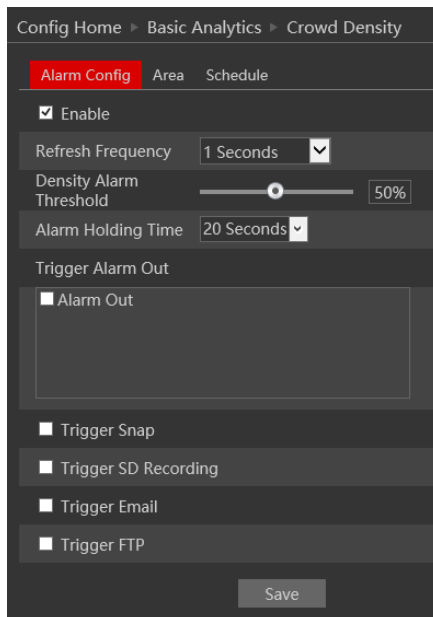 Config Home ▶ Basic Analytics ▶ Crowd Density
Alarm Config Area Schedule
Enable
Refresh Frequency 1 Seconds
Density Alarm
Threshold 50%
Alarm Holding Time 20 Seconds
Trigger Alarm Out
Alarm Out
Trigger Snap
Trigger SD Recording
Trigger Email
Trigger FTP
Save